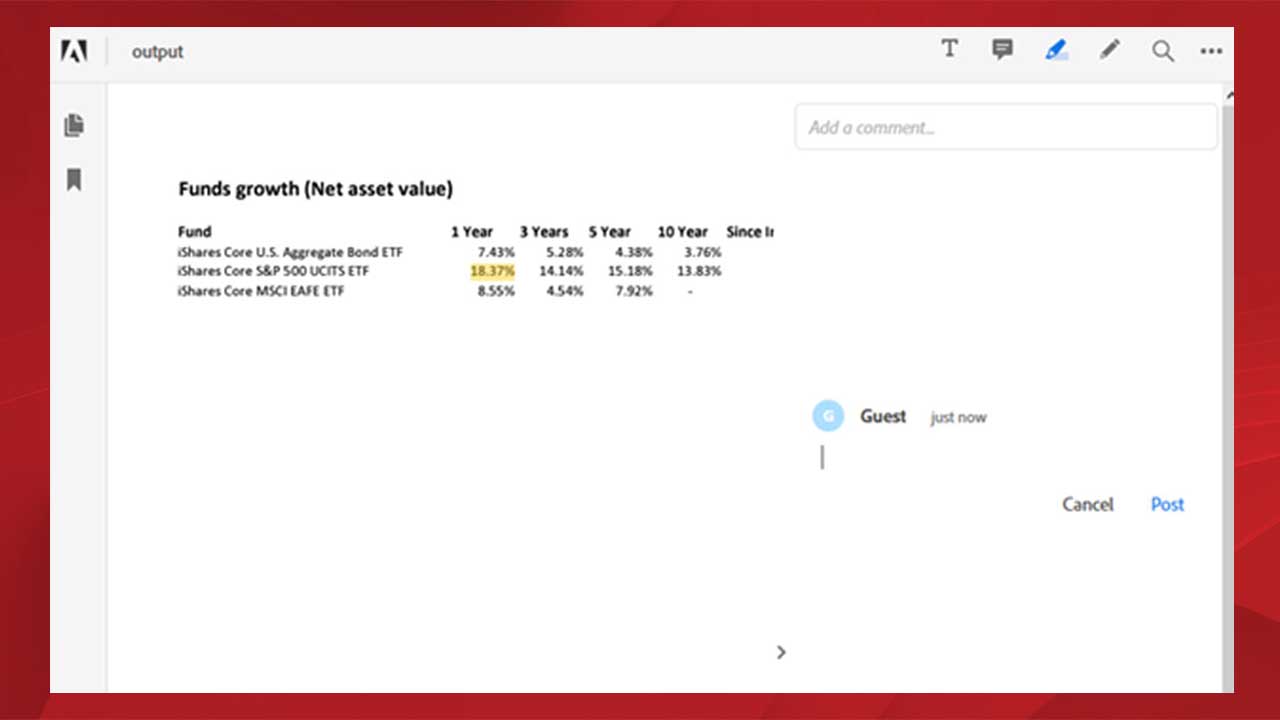 output
Add a comment...
Funds growth (Net asset value)
Fund 1 Year 3 Years 5 Year 10 Year Since Ir
iShares Core U.S. Aggregate Bond ETF 7.43% 5.28% 4.38% 3.76%
iShares Core S&P 500 UCITS ETF 18.37% 14.14% 15.18% 13.83%
iShares Core MSCI EAFE ETF 8.55% 4.54% 7.92% -
G Guest just now
Cancel Post